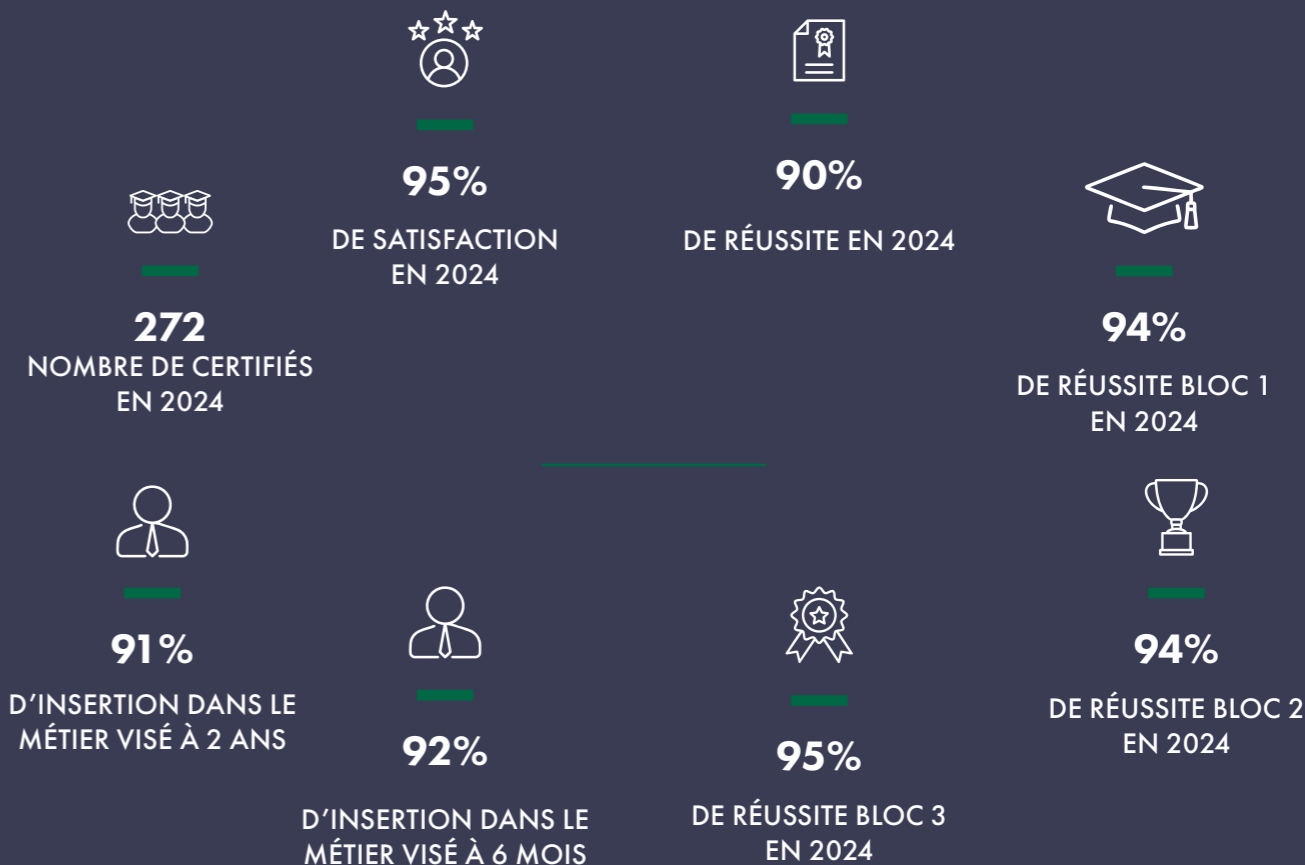 95%
DE SATISFACTION
EN 2024
90%
DE RÉUSSITE EN 2024
272
NOMBRE DE CERTIFIÉS
EN 2024
94%
DE RÉUSSITE BLOC 1
EN 2024
91%
D’INSERTION DANS LE
MÉTIER VISÉ À 2 ANS
92%
D’INSERTION DANS LE
MÉTIER VISÉ À 6 MOIS
95%
DE RÉUSSITE BLOC 3
EN 2024
94%
DE RÉUSSITE BLOC 2
EN 2024